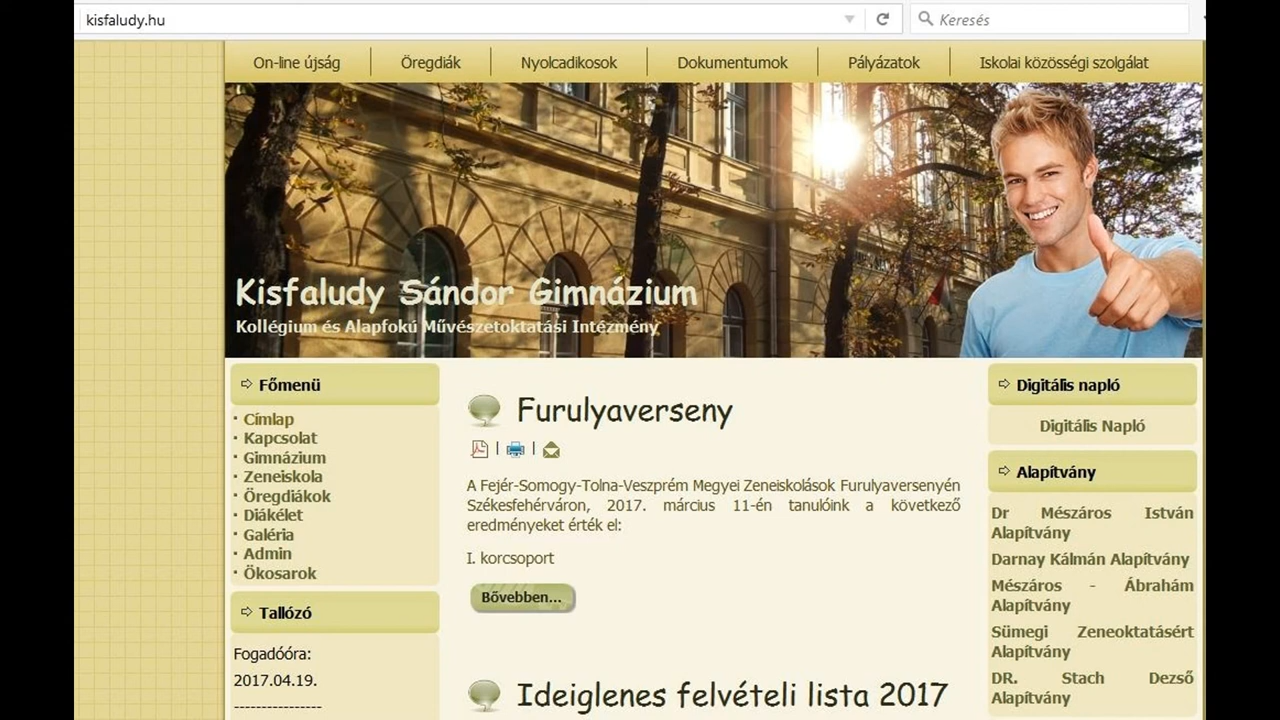 kisfaludy.hu
Keresés
On-line újság
Öregdiák
Nyolcadikosok
Dokumentumok
Pályázatok
Iskolai közösségi szolgálat
Kisfaludy Sándor Gimnázium
Kollégium és Alapfokú Művészetoktatási Intézmény
Főmenü
Címlap
Kapcsolat
Gimnázium
Zeneiskola
Öregdiákok
Diákélet
Galéria
Admin
Ökosarok
Tallózó
Fogadóóra:
2017.04.19.
----------------
Furulyaverseny
A Fejér-Somogy-Tolna-Veszprém Megyei Zeneiskolások Furulyaversenyén
Székesfehérváron, 2017. március 11-én tanulóink a következő
eredményeket érték el:
I. korcsoport
Bővebben...
Ideiglenes felvételi lista 2017
Digitális napló
Digitális Napló
Alapítvány
Dr Mészáros István
Alapítvány
Darnay Kálmán Alapítvány
Mészáros - Ábrahám
Alapítvány
Sümegi Zeneoktatásért
Alapítvány
DR. Stach Dezső
Alapítvány